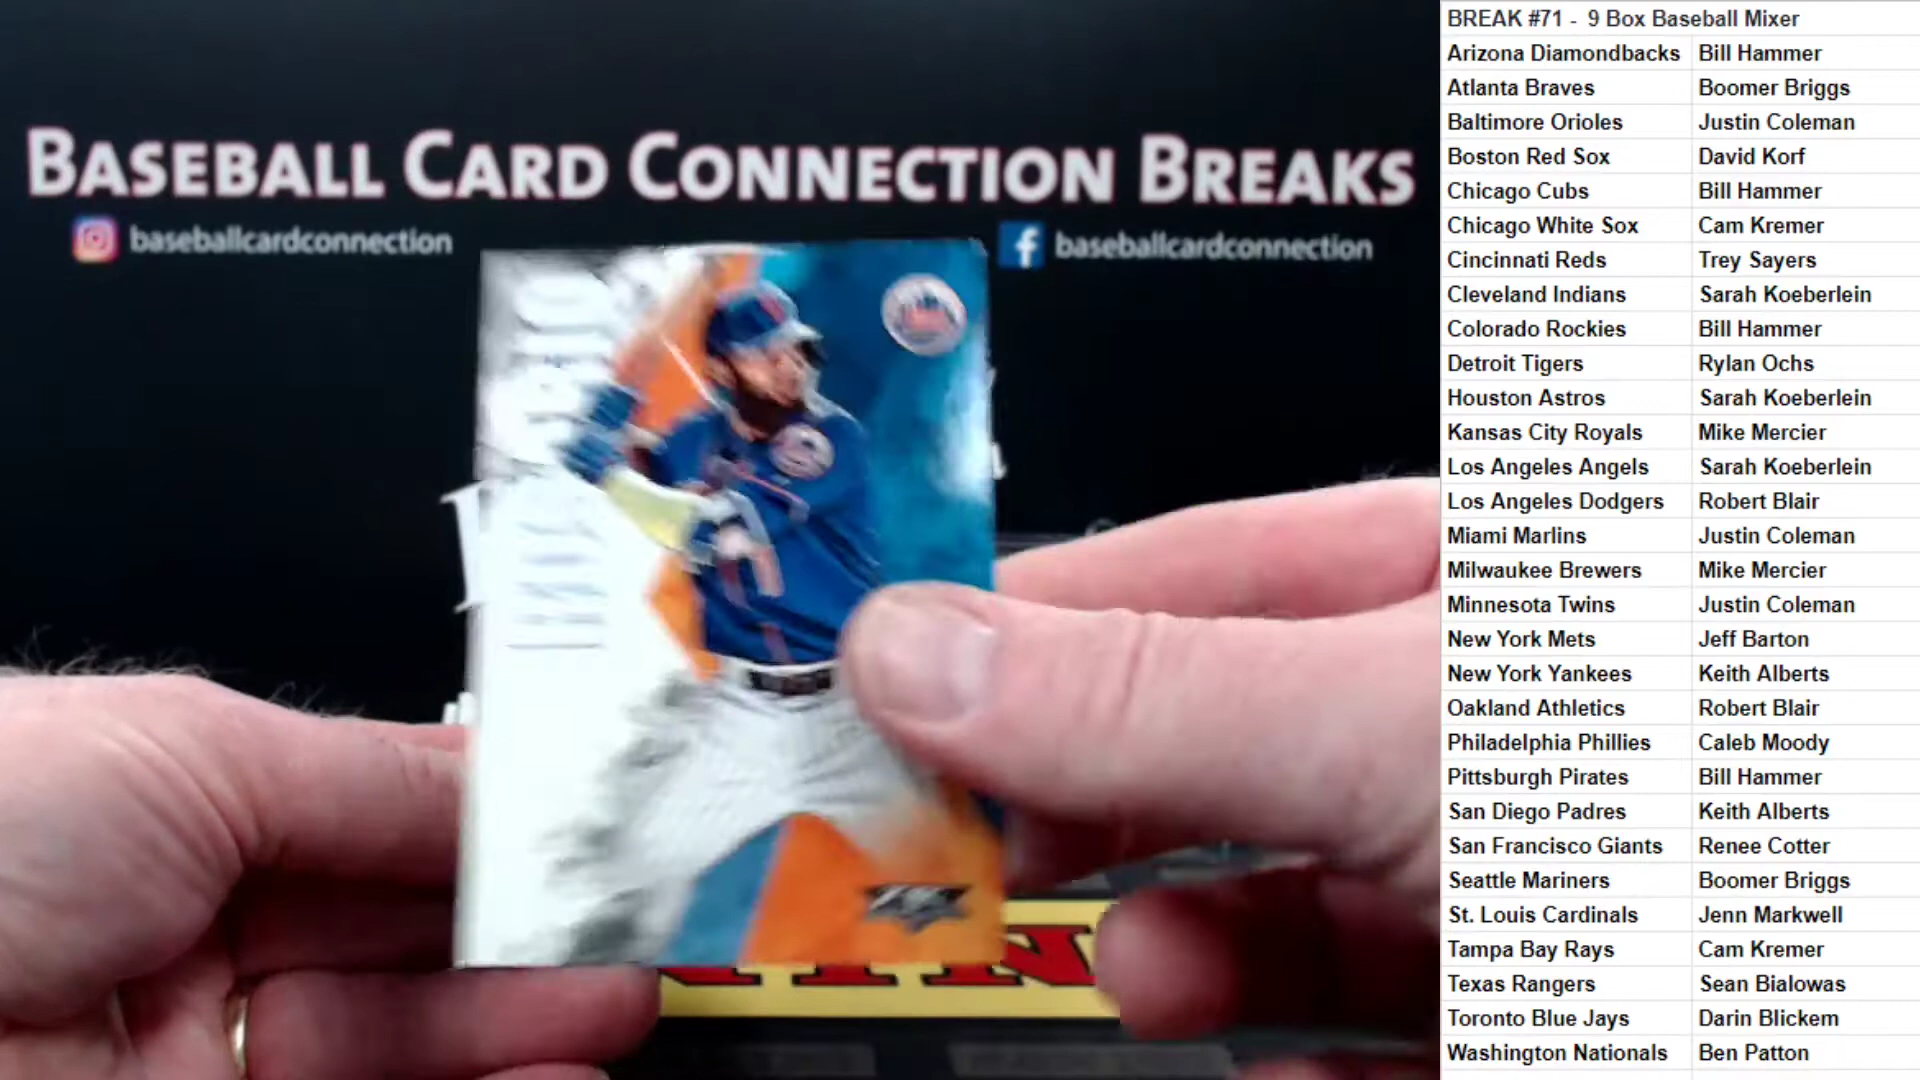 BREAK #71 - 9 Box Baseball Mixer
Arizona Diamondbacks Bill Hammer
Atlanta Braves Boomer Briggs
Baltimore Orioles Justin Coleman
Boston Red Sox David Korf
Chicago Cubs Bill Hammer
Chicago White Sox Cam Kremer
Cincinnati Reds Trey Sayers
Cleveland Indians Sarah Koeberlein
Colorado Rockies Bill Hammer
Detroit Tigers Rylan Ochs
Houston Astros Sarah Koeberlein
Kansas City Royals Mike Mercier
Los Angeles Angels Sarah Koeberlein
Los Angeles Dodgers Robert Blair
Miami Marlins Justin Coleman
Milwaukee Brewers Mike Mercier
Minnesota Twins Justin Coleman
New York Mets Jeff Barton
New York Yankees Keith Alberts
Oakland Athletics Robert Blair
Philadelphia Phillies Caleb Moody
Pittsburgh Pirates Bill Hammer
San Diego Padres Keith Alberts
San Francisco Giants Renee Cotter
Seattle Mariners Boomer Briggs
St. Louis Cardinals Jenn Markwell
Tampa Bay Rays Cam Kremer
Texas Rangers Sean Bialowas
Toronto Blue Jays Darin Blickem
Washington Nationals Ben Patton
BASEBALL CARD CONNECTION BREAKS
baseballcardconnection
f baseballcardconnection